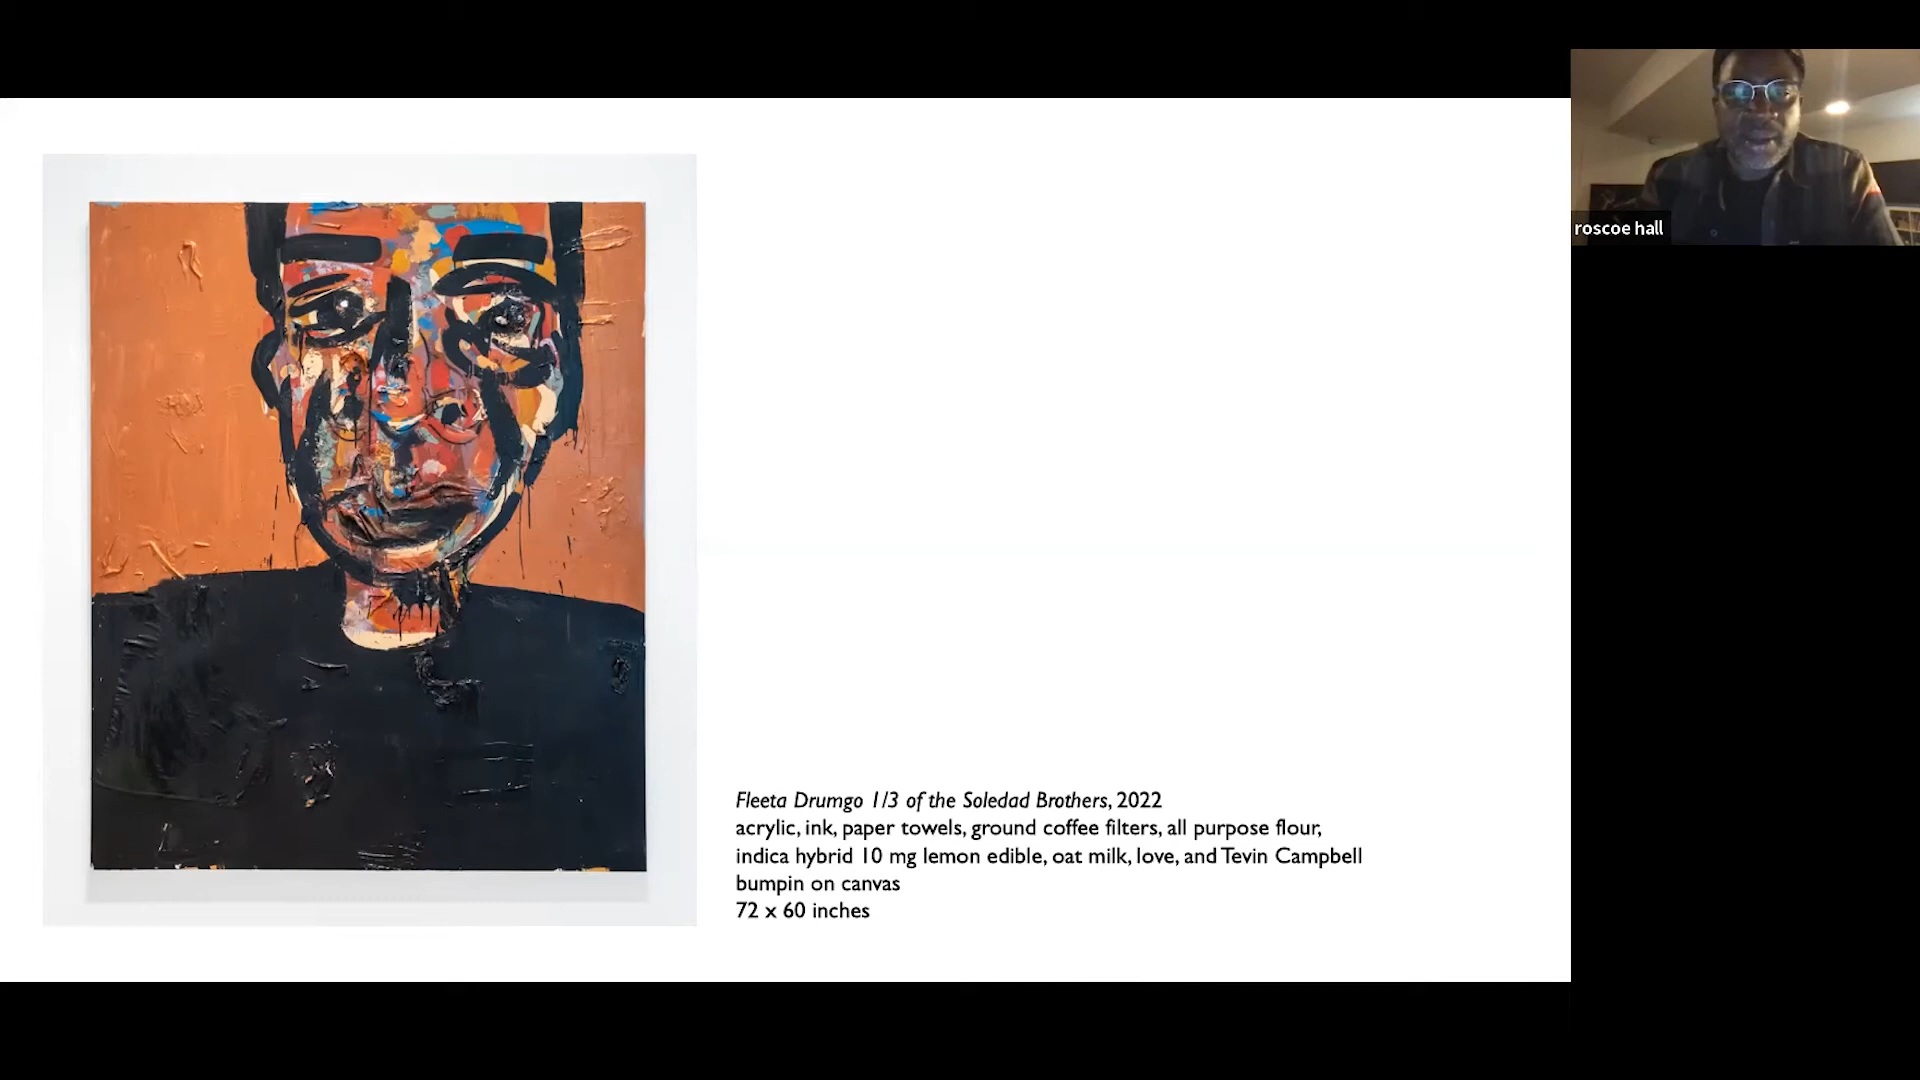 roscoe hall
Fleeta Drumgo 1/3 of the Soledad Brothers, 2022
acrylic, ink, paper towels, ground coffee filters, all purpose flour,
indica hybrid 10 mg lemon edible, oat milk, love, and Tevin Campbell
bumpin on canvas
72 x 60 inches